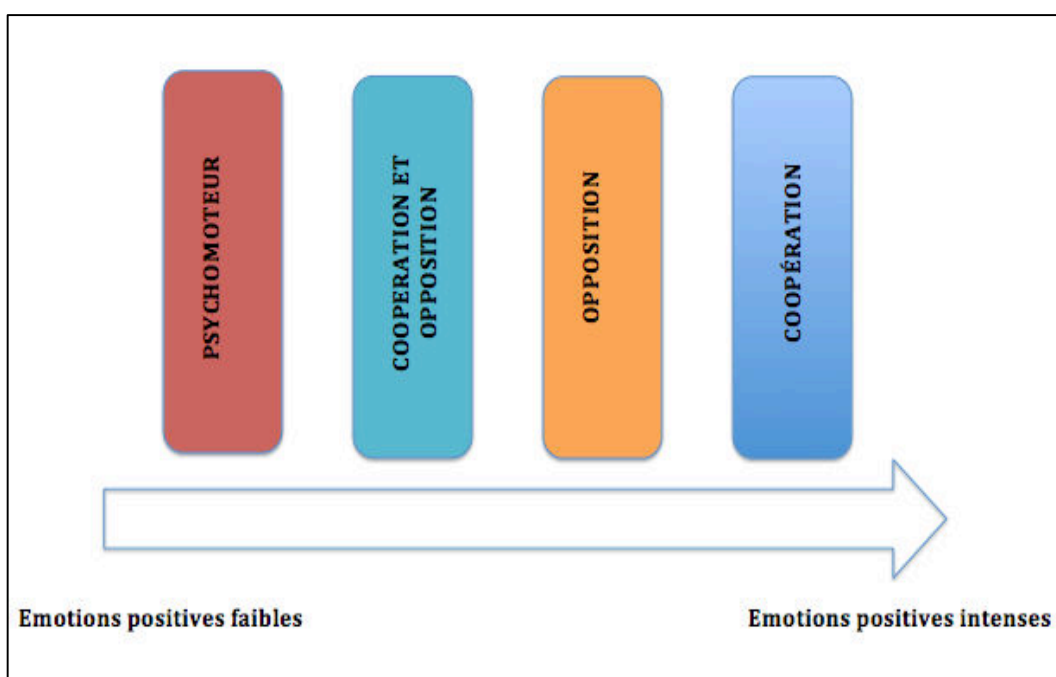 PSYCHOMOTEUR
COOPERATION ET
OPPOSITION
OPPOSITION
COOPÉRATION
Emotions positives faibles
Emotions positives intenses